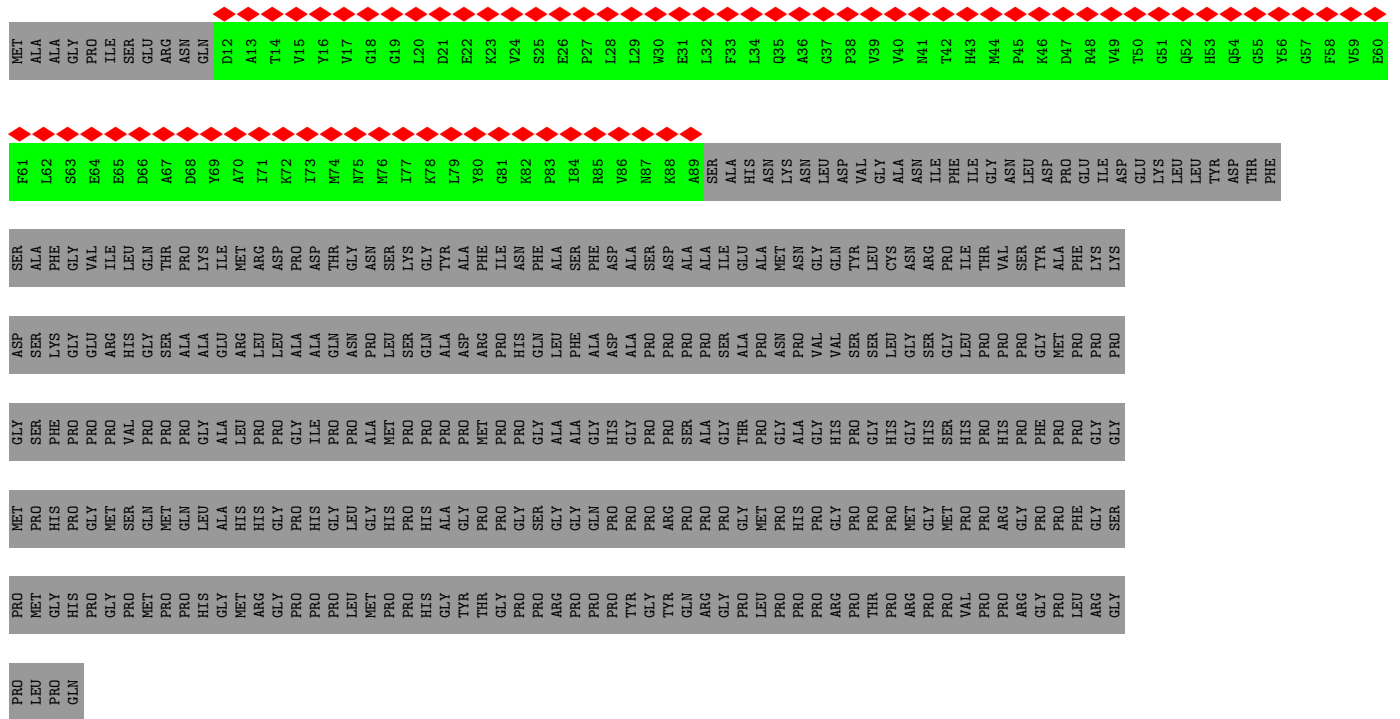 MET ALA ALA GLY PRO ILE SER GLU ARG ASN GLN D12 A13 T14 V15 Y16 V17 G18 G19 L20 D21 E22 K23 V24 S25 E26 P27 L28 L29 W30 E31 L32 F33 L34 Q35 A36 G37 P38 V39 V40 N41 T42 H43 M44 P45 K46 D47 R48 V49 T50 G51 Q52 H53 Q54 G55 Y56 G57 F58 V59 E60
F61 L62 S63 E64 E65 D66 A67 D68 Y69 A70 I71 K72 I73 M74 N75 M76 I77 K78 L79 Y80 G81 K82 P83 I84 R85 V86 N87 K88 A89 SER ALA HIS ASN LYS ASN LEU ASP VAL GLY ALA ASN ILE PHE ILE GLY ASN LEU ASP PRO GLU ILE ASP GLU LYS LEU LEU TYR ASP THR PHE
SER ALA PHE GLY VAL ILE LEU GLN THR PRO LYS ILE MET ARG ASP PRO ASP THR GLY ASN SER LYS GLY TYR ALA PHE ILE ASN PHE ALA SER PHE ASP ALA SER ASP ALA ALA ILE GLU ALA MET ASN GLY GLN TYR LEU CYS ASN ARG PRO ILE THR VAL SER TYR ALA PHE LYS LYS
ASP SER LYS GLY GLU ARG HIS GLY SER ALA ALA GLU ARG LEU LEU ALA ALA GLN ASN PRO LEU SER GLN ALA ASP ARG PRO HIS GLN LEU PHE ALA ASP ALA PRO PRO PRO PRO SER ALA PRO ASN PRO VAL VAL SER SER LEU GLY SER GLY LEU PRO PRO PRO GLY MET PRO PRO PRO
GLY SER PHE PRO PRO PRO VAL PRO PRO PRO GLY ALA LEU PRO PRO GLY ILE PRO PRO ALA MET PRO PRO PRO PRO MET PRO PRO GLY ALA ALA GLY HIS GLY PRO PRO SER ALA GLY THR PRO GLY ALA GLY HIS PRO GLY HIS GLY HIS SER HIS PRO HIS PRO PHE PRO PRO GLY GLY
MET PRO HIS PRO GLY MET SER GLN MET GLN LEU ALA HIS HIS GLY PRO HIS GLY LEU GLY HIS PRO HIS ALA GLY PRO PRO GLY SER GLY GLY GLN PRO PRO PRO ARG PRO PRO PRO GLY MET PRO HIS PRO GLY PRO PRO PRO MET GLY MET PRO PRO ARG GLY PRO PRO PHE GLY SER
PRO MET GLY HIS PRO GLY PRO MET PRO PRO HIS GLY MET ARG GLY PRO PRO PRO LEU MET PRO PRO HIS GLY TYR THR GLY PRO PRO ARG PRO PRO PRO TYR GLY TYR GLN ARG GLY PRO LEU PRO PRO PRO ARG PRO THR PRO ARG PRO PRO VAL PRO PRO ARG GLY PRO LEU ARG GLY
PRO LEU PRO GLN